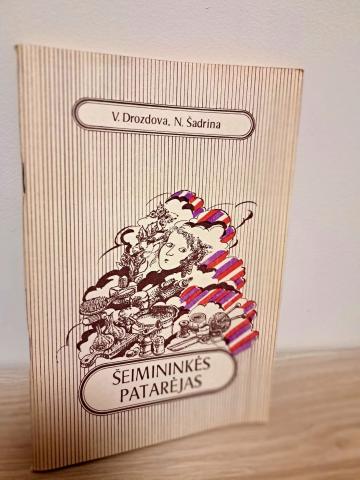 V. Drozdova, N. Šadrina
ŠEIMININKĖS
PATARĖJAS